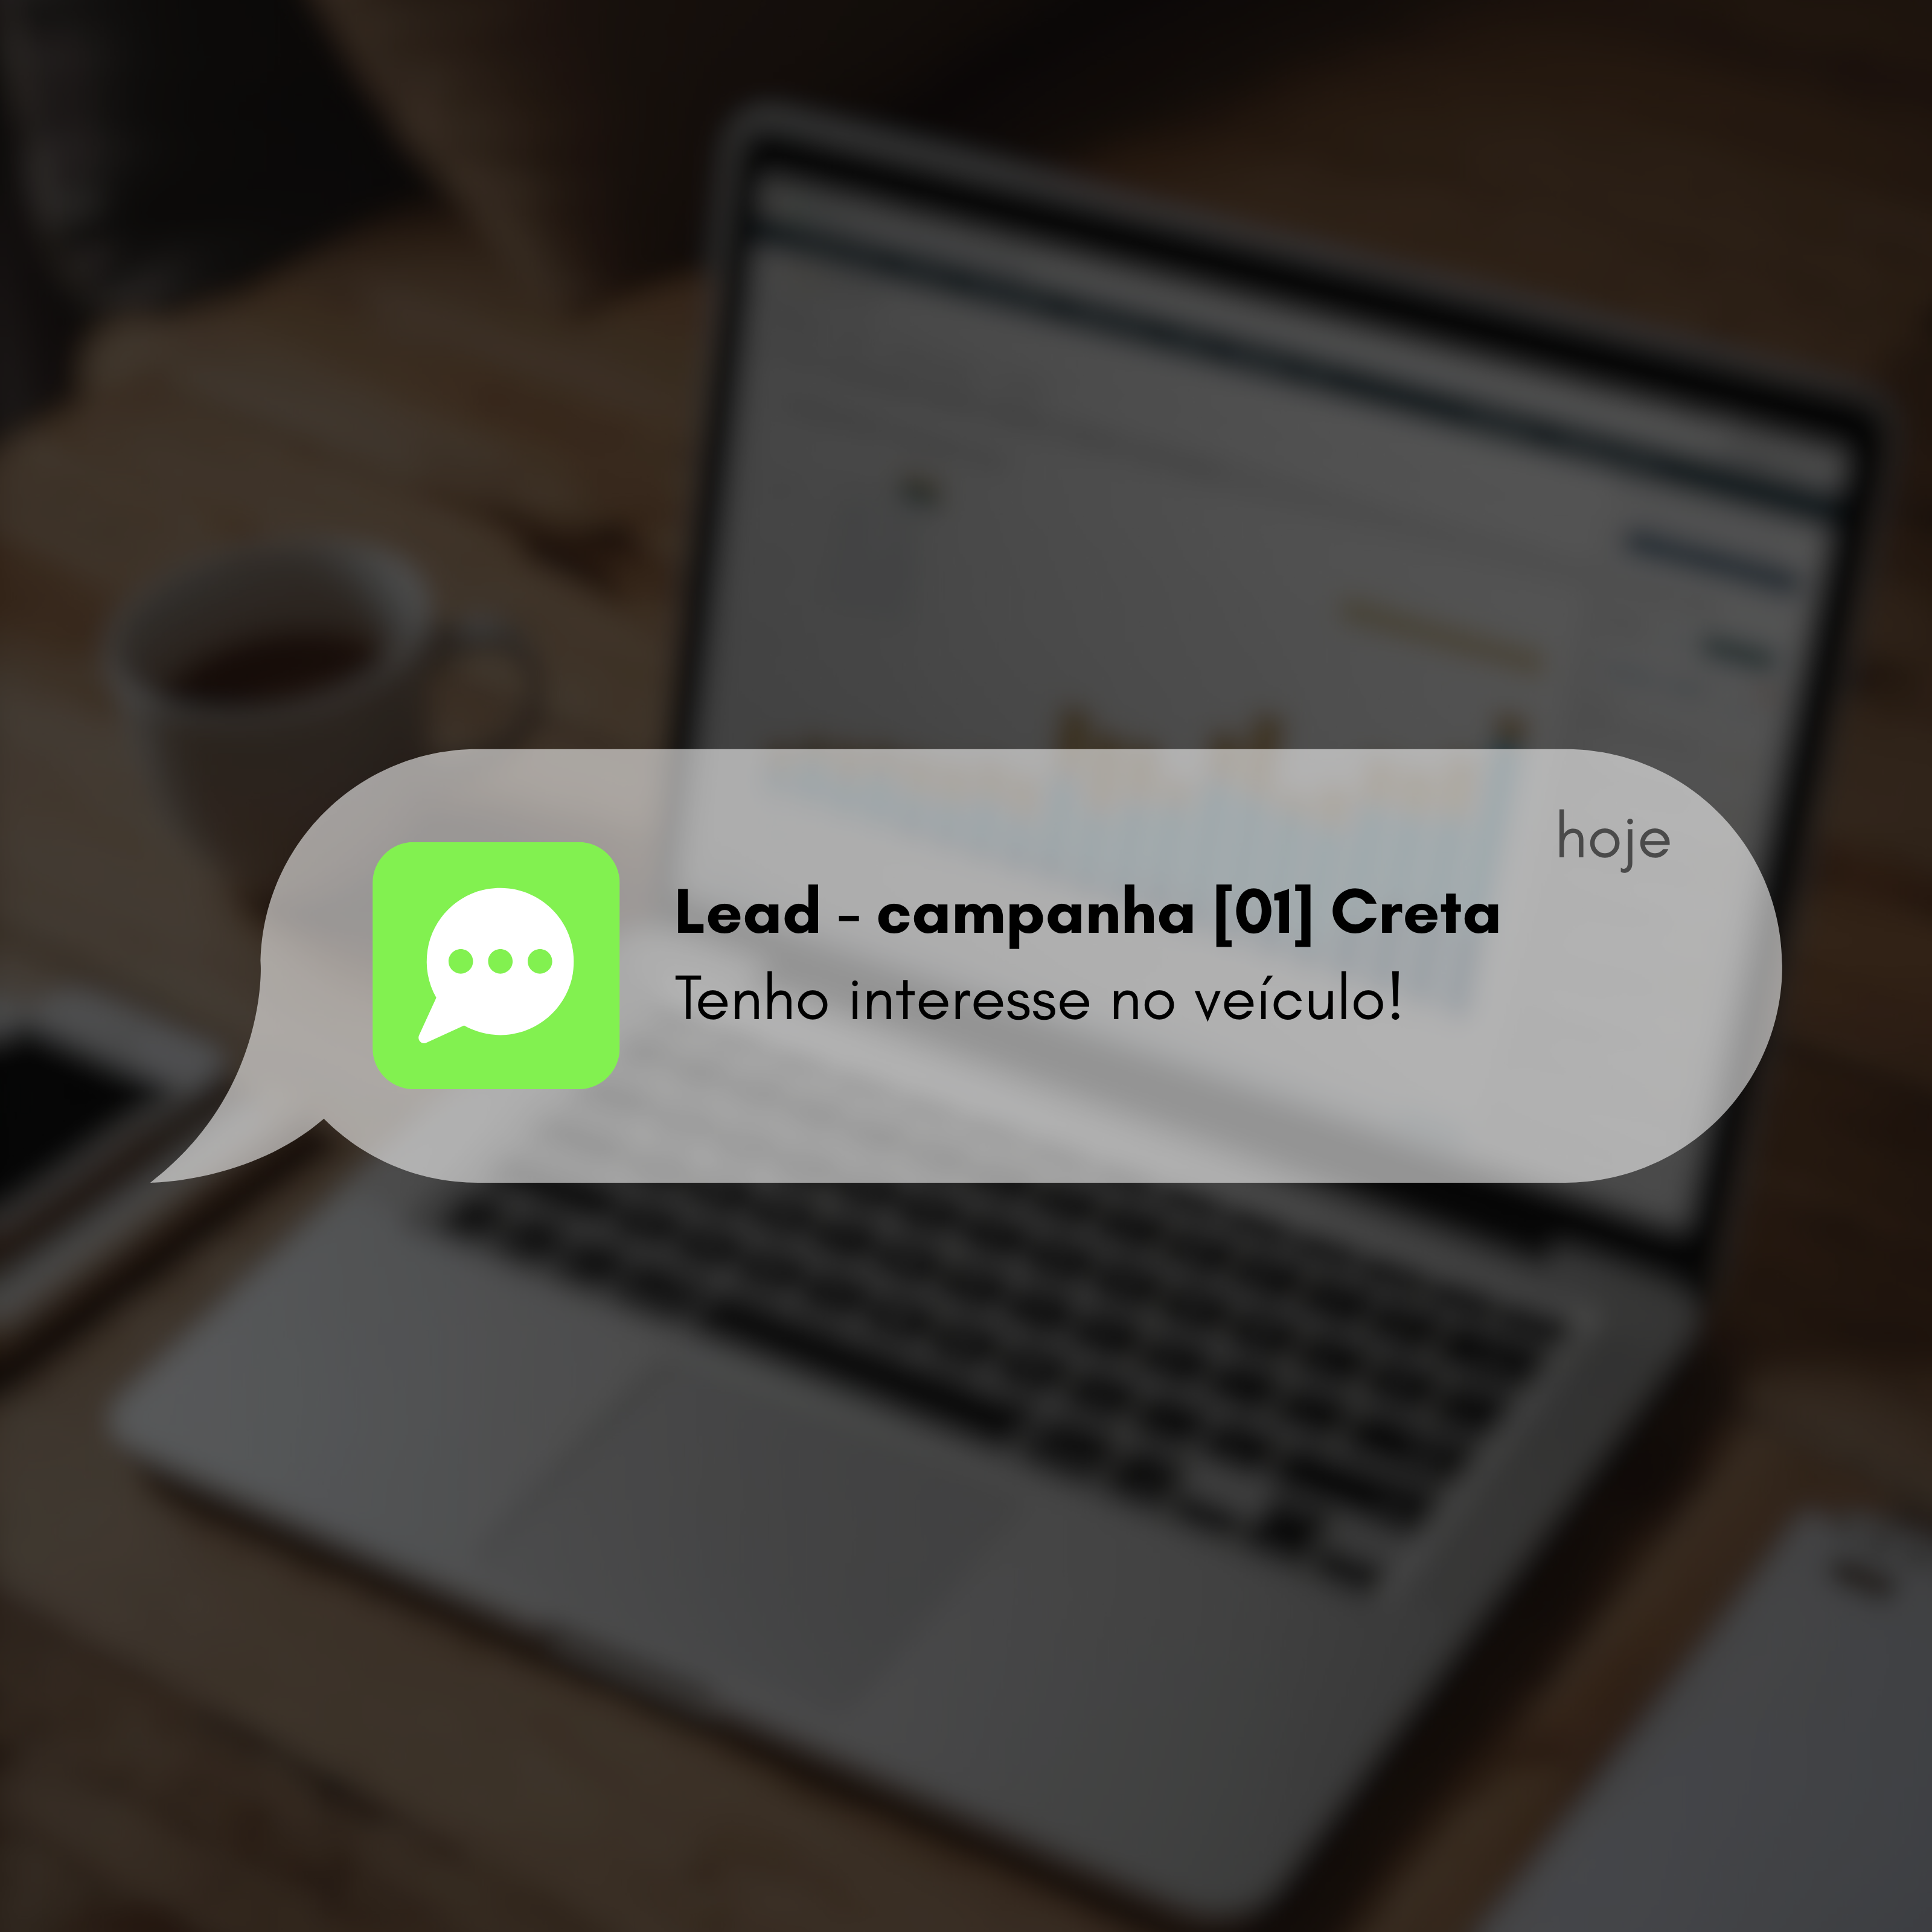 hoje
Lead - campanha [01] Creta
Tenho interesse no veículo!